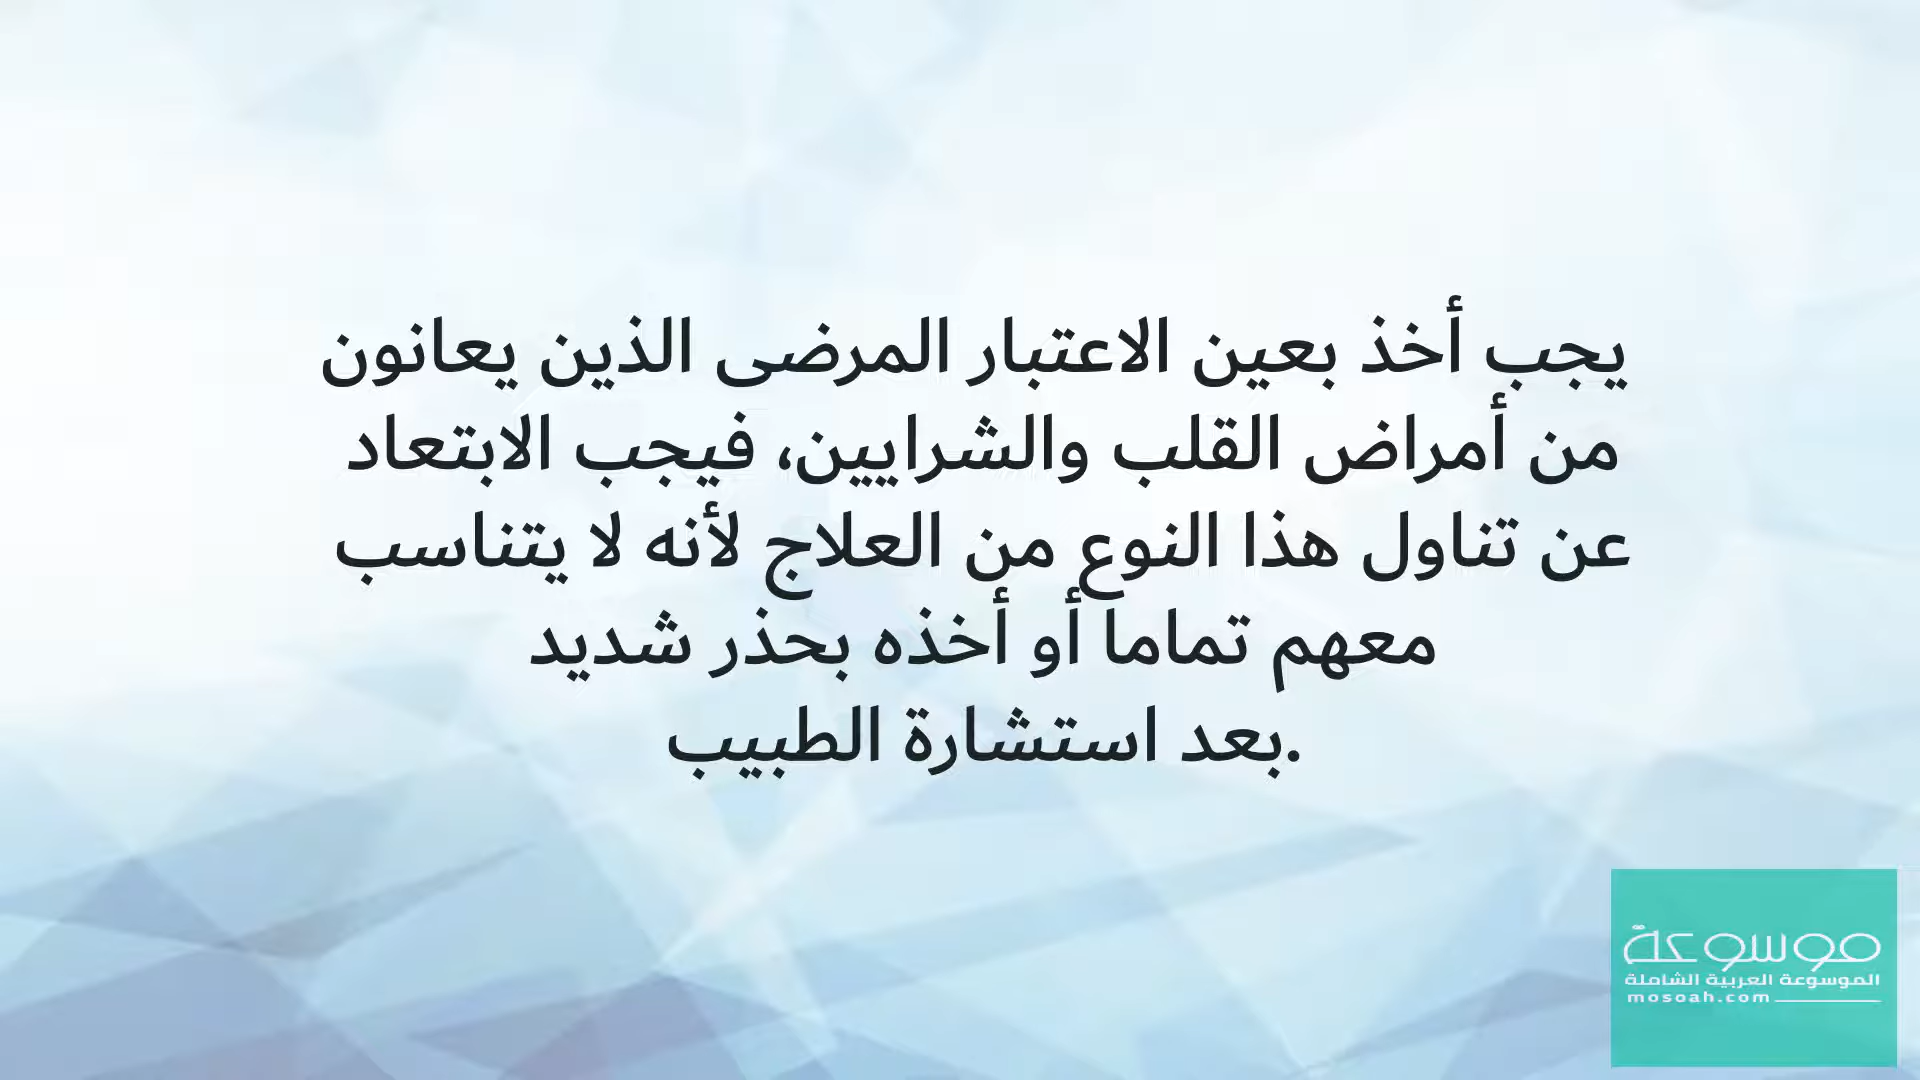 يجب أخذ بعين الاعتبار المرضى الذين يعانون
من أمراض القلب والشرايين، فيجب الابتعاد
عن تناول هذا النوع من العلاج لأنه لا يتناسب
معهم تماما أو أخذه بحذر شديد
بعد استشارة الطبيب.
موسوعة
الموسوعة العربية الشاملة
mosoah.com